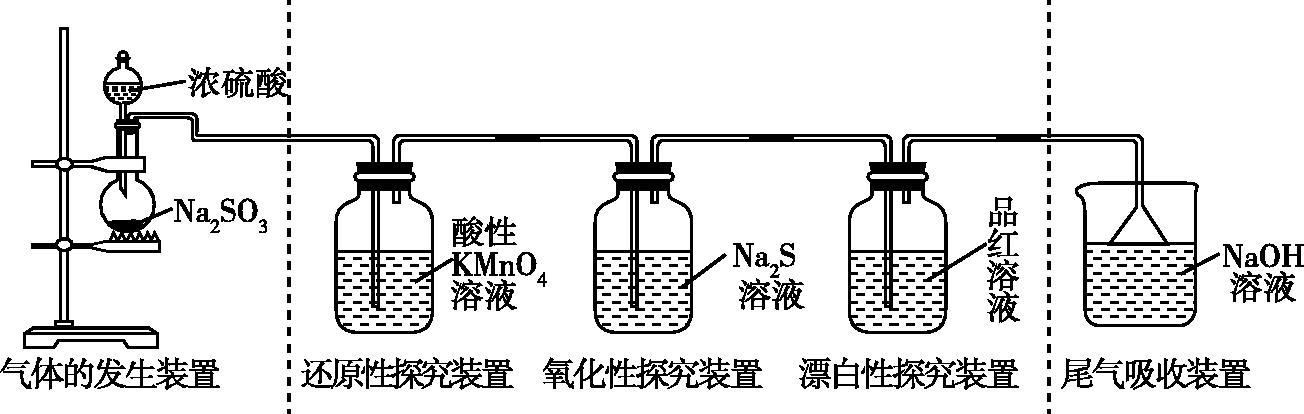 浓硫酸
Na₂SO₃
酸性
KMnO₄
溶液
Na₂S
溶液
品
红
溶
液
NaOH
溶液
气体的发生装置
还原性探究装置
氧化性探究装置
漂白性探究装置
尾气吸收装置